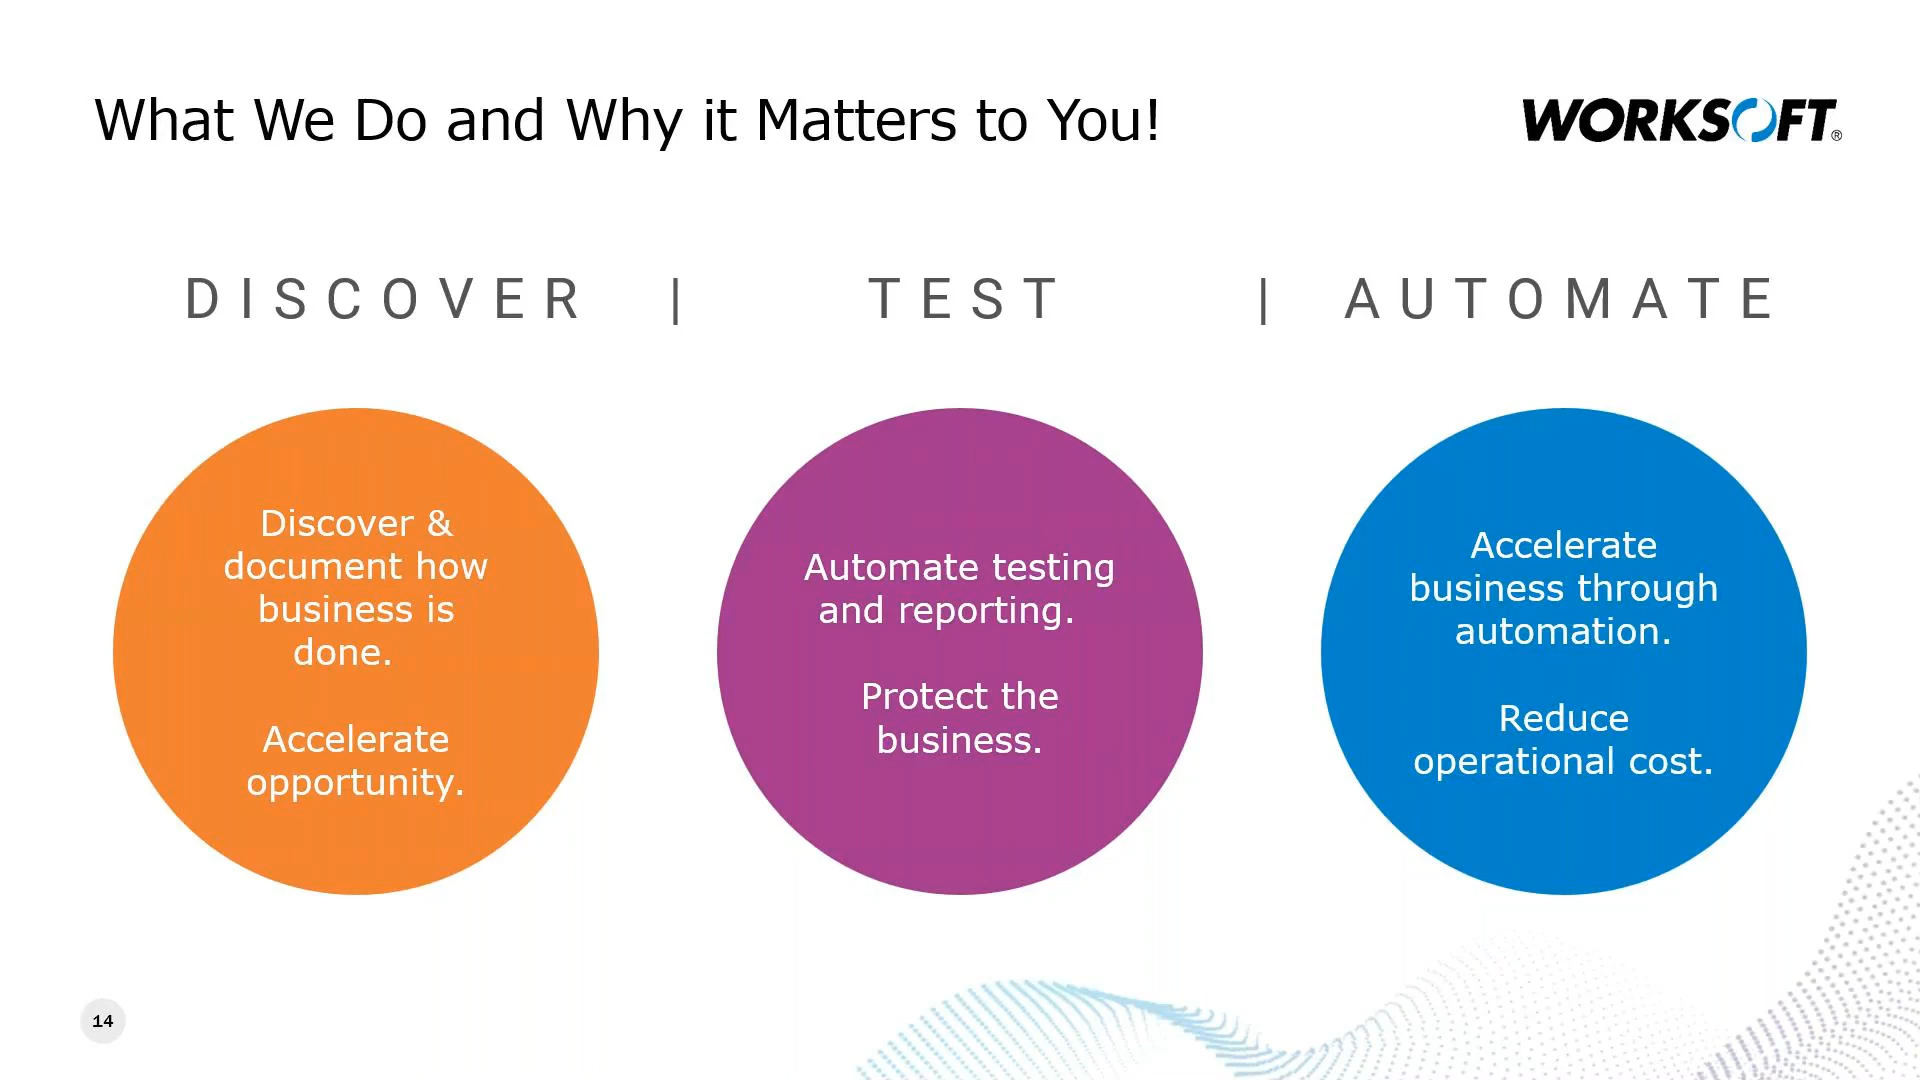 What We Do and Why it Matters to You!
WORKSOFT®
DISCOVER | TEST | AUTOMATE
Discover &
document how
business is
done.
Accelerate
opportunity.
Automate testing
and reporting.
Protect the
business.
Accelerate
business through
automation.
Reduce
operational cost.
14